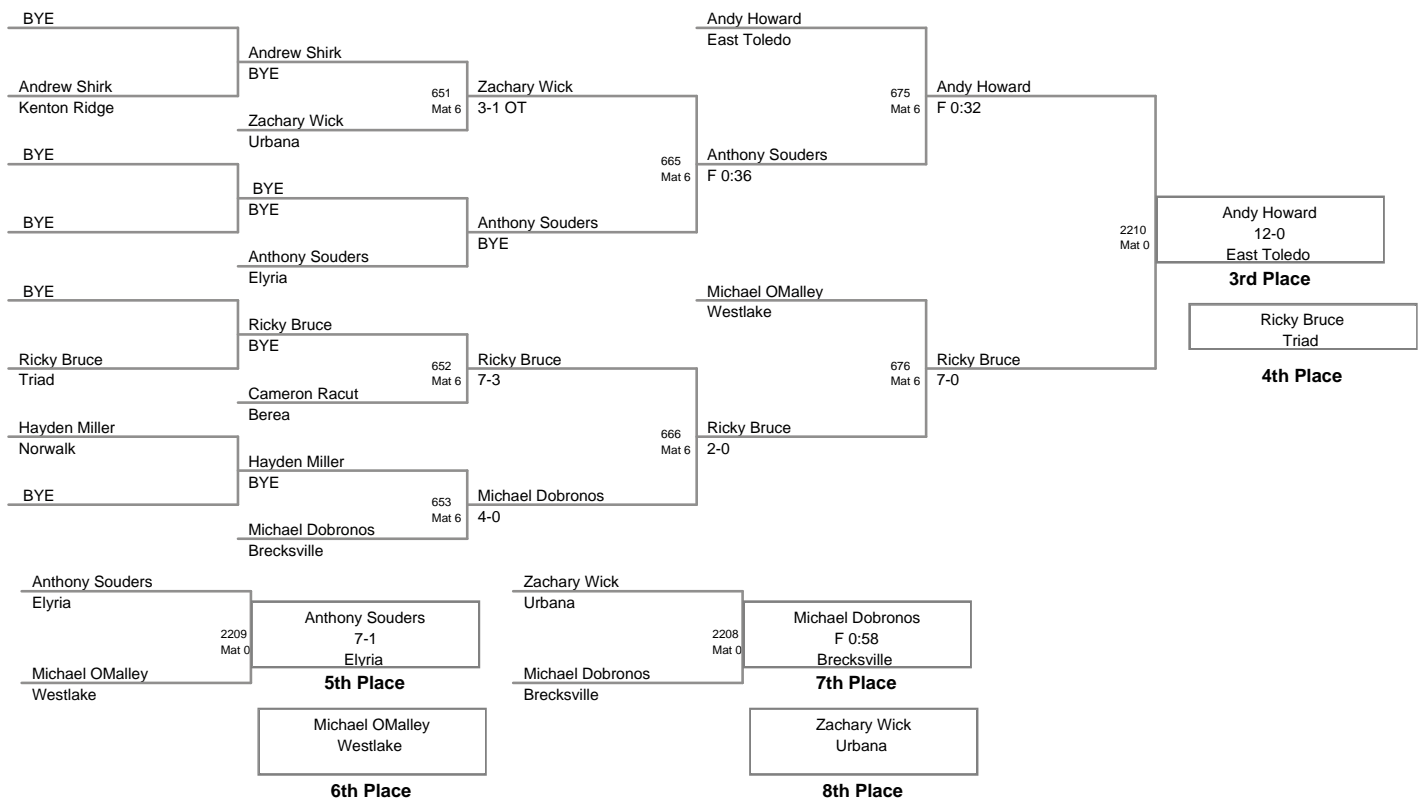 BYE
Andrew Shirk
Kenton Ridge
BYE
BYE
BYE
Ricky Bruce
Triad
Hayden Miller
Norwalk
BYE
Andrew Shirk
BYE
Zachary Wick
Urbana
BYE
BYE
Anthony Souders
Elyria
Ricky Bruce
BYE
Cameron Racut
Berea
Hayden Miller
BYE
Michael Dobronos
Brecksville
651
Mat 6
652
Mat 6
653
Mat 6
Zachary Wick
3-1 OT
Anthony Souders
BYE
Ricky Bruce
7-3
Michael Dobronos
4-0
665
Mat 6
666
Mat 6
Andy Howard
East Toledo
Anthony Souders
F 0:36
Michael OMalley
Westlake
Ricky Bruce
2-0
675
Mat 6
676
Mat 6
Andy Howard
F 0:32
Ricky Bruce
7-0
2210
Mat 0
Andy Howard
12-0
East Toledo
3rd Place
Ricky Bruce
Triad
4th Place
Anthony Souders
Elyria
Michael OMalley
Westlake
2209
Mat 0
Anthony Souders
7-1
Elyria
5th Place
Michael OMalley
Westlake
6th Place
Zachary Wick
Urbana
Michael Dobronos
Brecksville
2208
Mat 0
Michael Dobronos
F 0:58
Brecksville
7th Place
Zachary Wick
Urbana
8th Place